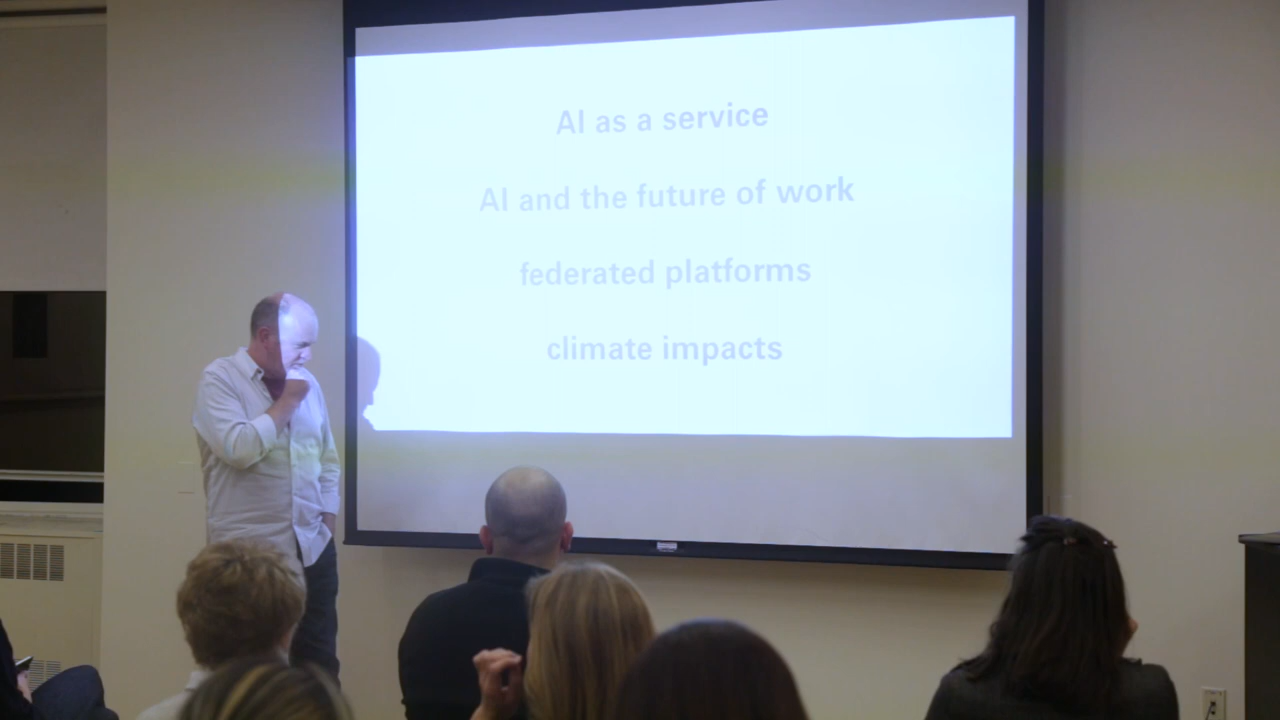 AI as a service
AI and the future of work
federated platforms
climate impacts